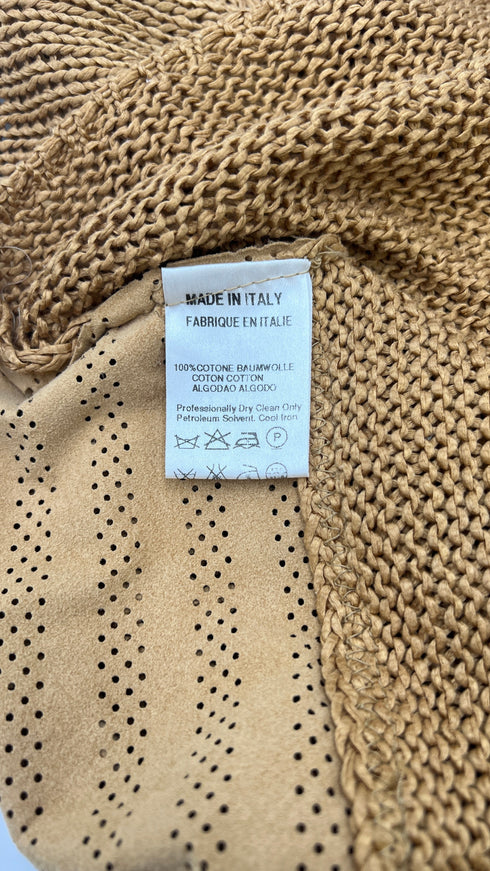 MADE IN ITALY
FABRIQUE EN ITALIE
100%COTONE BAUMWOLLE
COTON COTTON
ALGODAO ALGODO
Professionally Dry Clean Only
Petroleum Solvent. Cool Iron
P